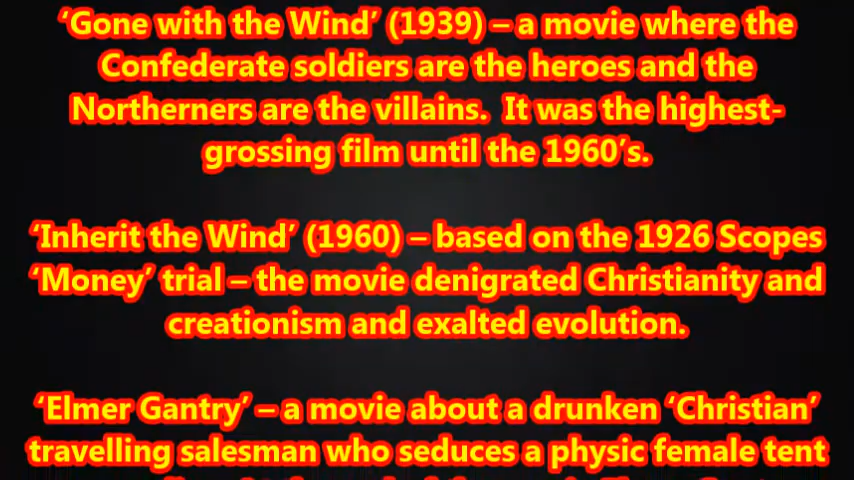 ‘Gone with the Wind’ (1939) – a movie where the
Confederate soldiers are the heroes and the
Northerners are the villains. It was the highest-
grossing film until the 1960’s.
‘Inherit the Wind’ (1960) – based on the 1926 Scopes
‘Money’ trial – the movie denigrated Christianity and
creationism and exalted evolution.
‘Elmer Gantry’ – a movie about a drunken ‘Christian’
travelling salesman who seduces a physic female tent